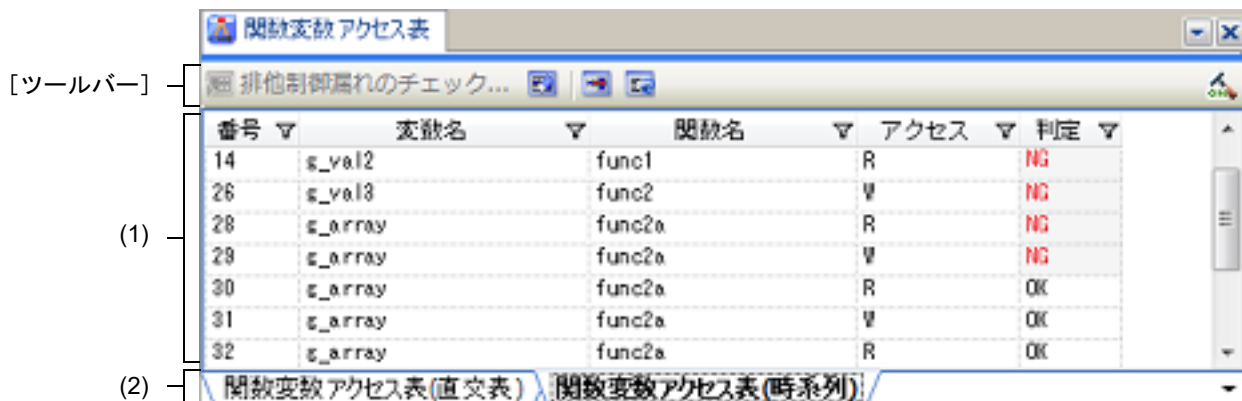 関数変数アクセス表
[ツールバー]
排他制御漏れのチェック...
番号 変数名 関数名 アクセス 判定
14 g_val2 func1 R NG
26 g_val3 func2 W NG
28 g_array func2a R NG
29 g_array func2a W NG
30 g_array func2a R OK
31 g_array func2a W OK
32 g_array func2a R OK
(1)
(2)
関数変数アクセス表(直交表) 関数変数アクセス表(時系列)